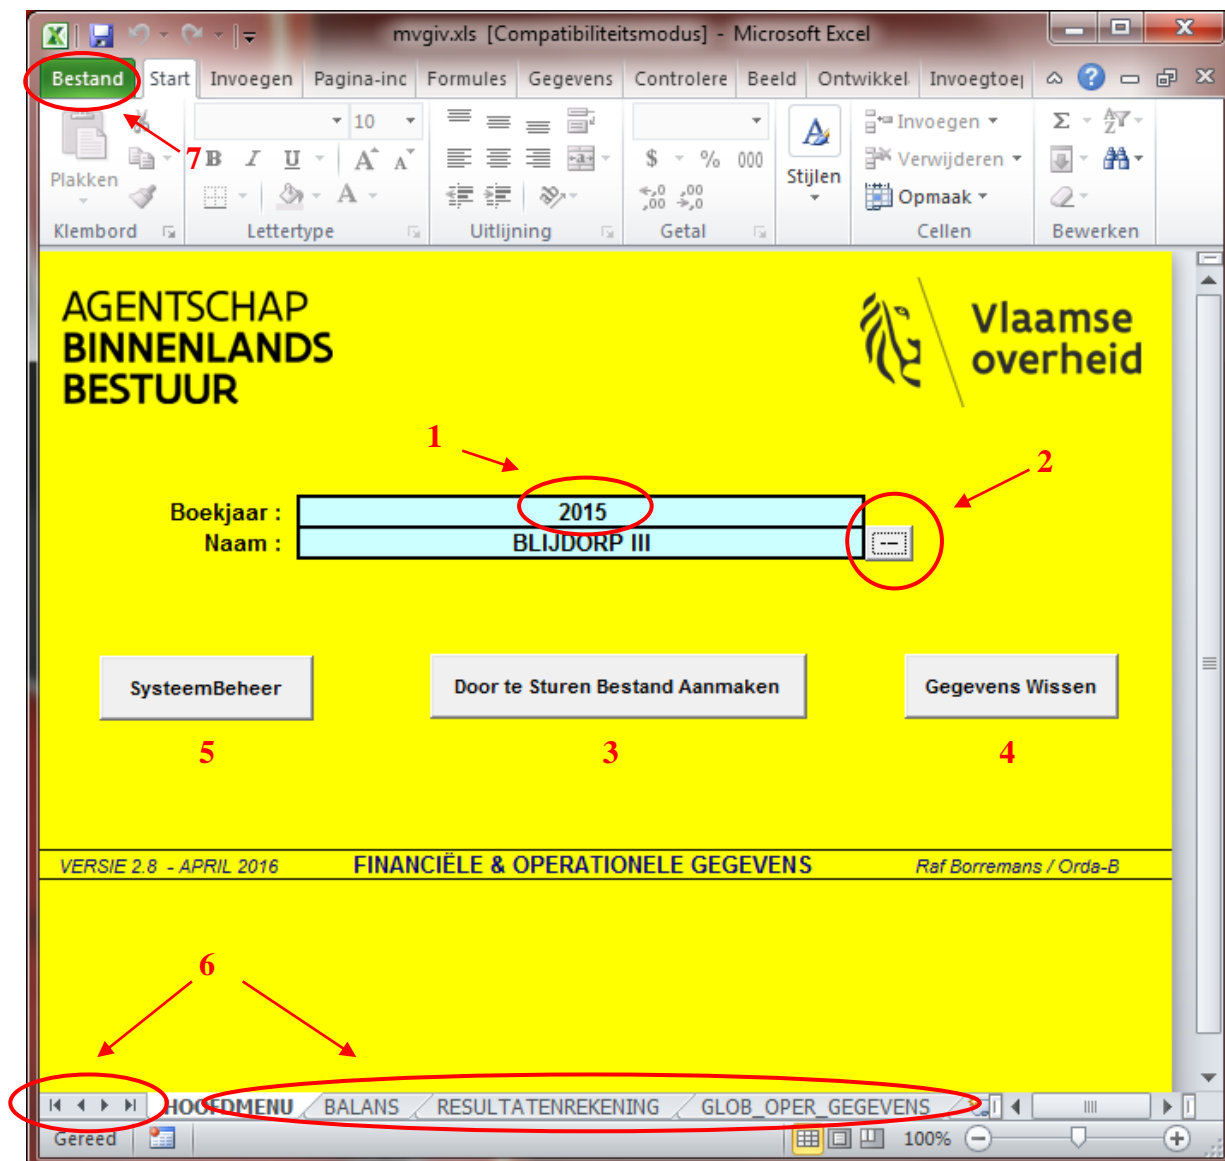 mvgiv.xls [Compatibiliteitsmodus] - Microsoft Excel
Bestand Start Invoegen Pagina-inc Formules Gegevens Controlere Beeld Ontwikkel Invoegtoe
7
Plakken
10
B I U A A A
$ % 000
Stijlen
Invoegen
Verwijderen
Opmaak
Σ
Klembord Lettertype Uitlijning Getal Cellen Bewerken
AGENTSCHAP
BINNENLANDS
BESTUUR
Vlaamse
overheid
1
2
Boekjaar : 2015
Naam : BLIJDORP III
SysteemBeheer Door te Sturen Bestand Aanmaken Gegevens Wissen
5 3 4
VERSIE 2.8 - APRIL 2016 FINANCIËLE & OPERATIONELE GEGEVENS Raf Borremans / Orda-B
6
HOOFDMENU BALANS RESULTATENREKENING GLOB_OPER_GEGEVENS
Gereed 100%